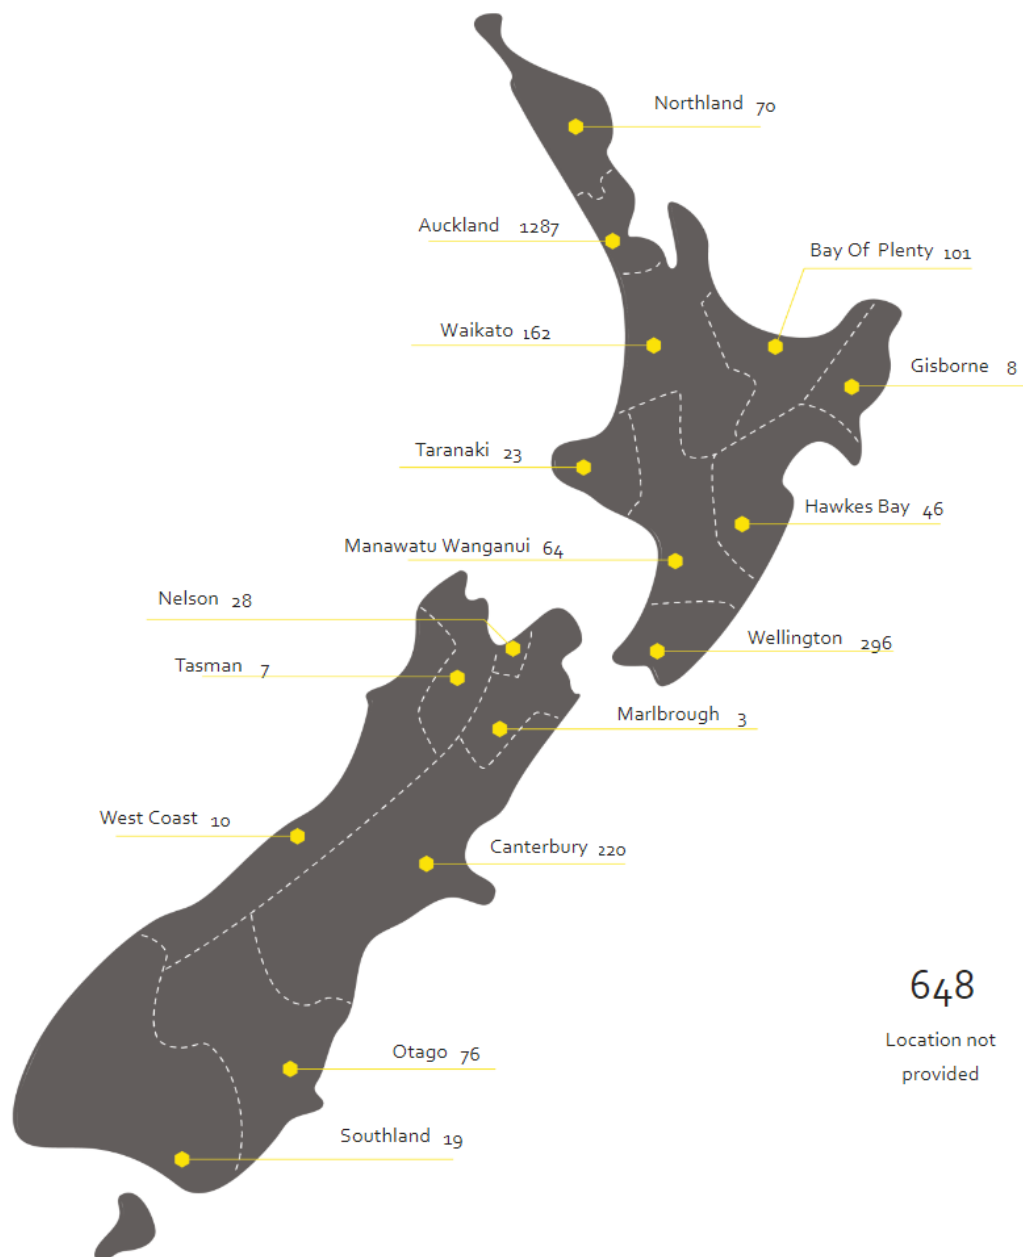 Northland 70
Auckland 1287
Bay Of Plenty 101
Waikato 162
Gisborne 8
Taranaki 23
Hawkes Bay 46
Manawatu Wanganui 64
Nelson 28
Wellington 296
Tasman 7
Marlbrough 3
West Coast 10
Canterbury 220
648
Location not
provided
Otago 76
Southland 19